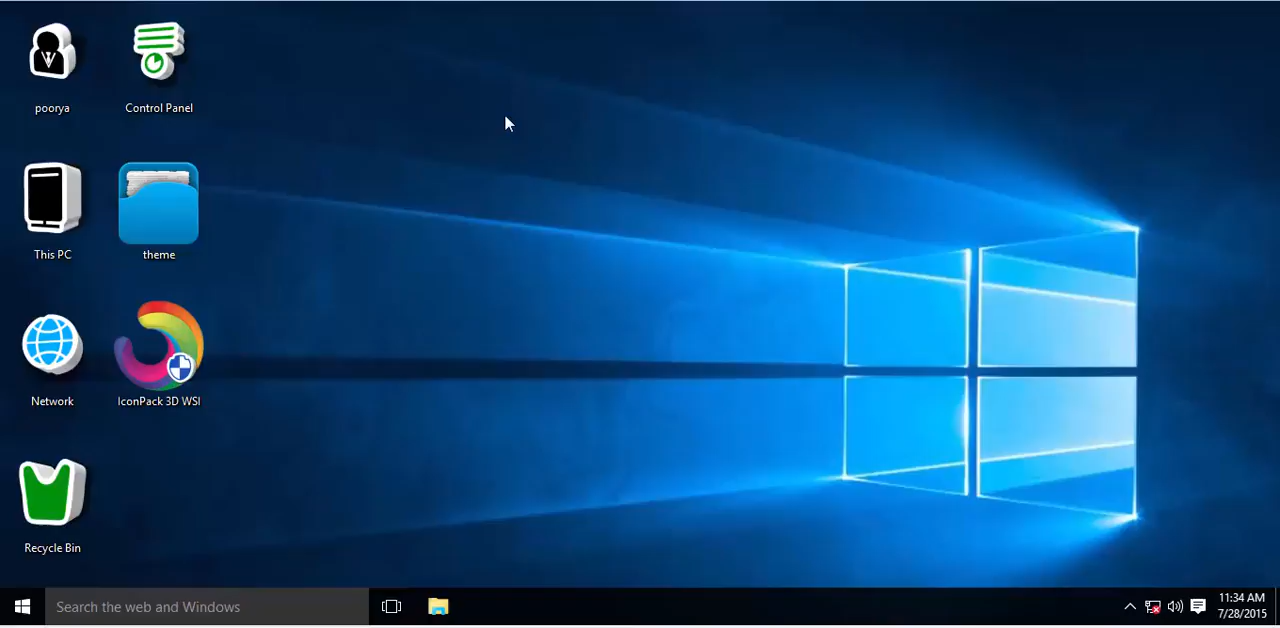 poorya
Control Panel
This PC
theme
Network
IconPack 3D WSI
Recycle Bin
Search the web and Windows
11:34 AM
7/28/2015